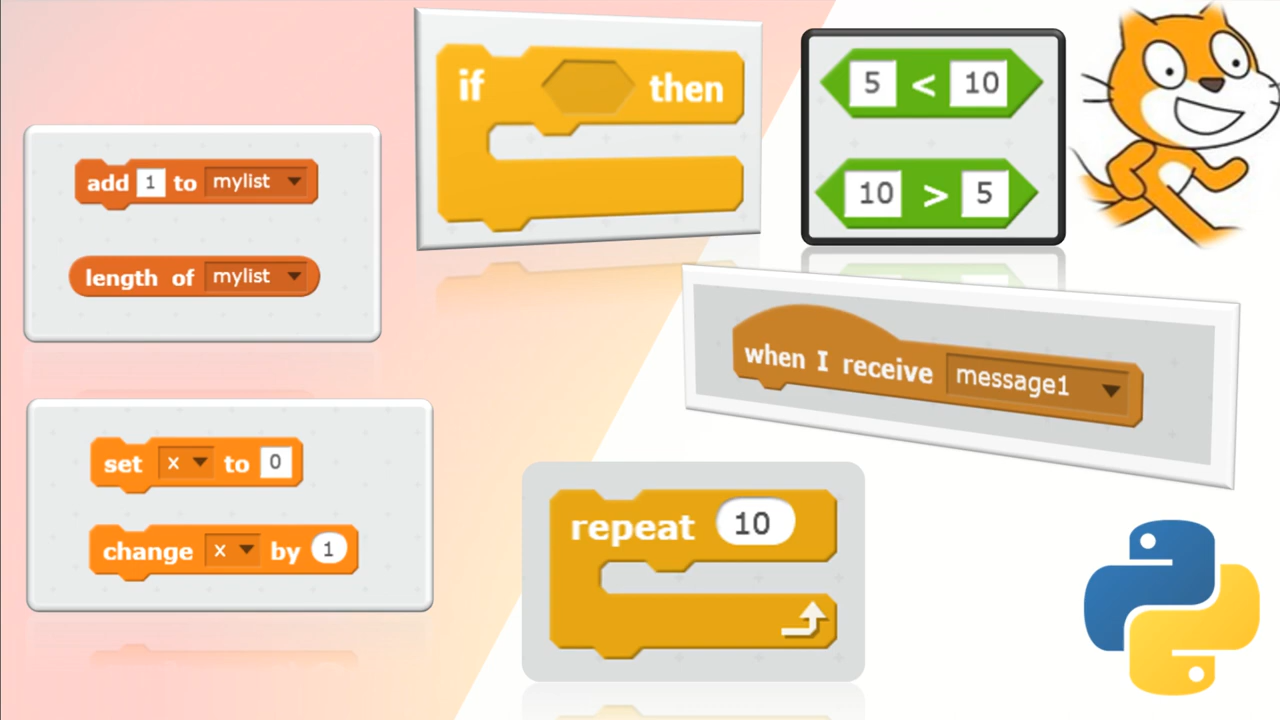 if then
5 < 10
10 > 5
add 1 to mylist
length of mylist
when I receive message1
set x to 0
change x by 1
repeat 10